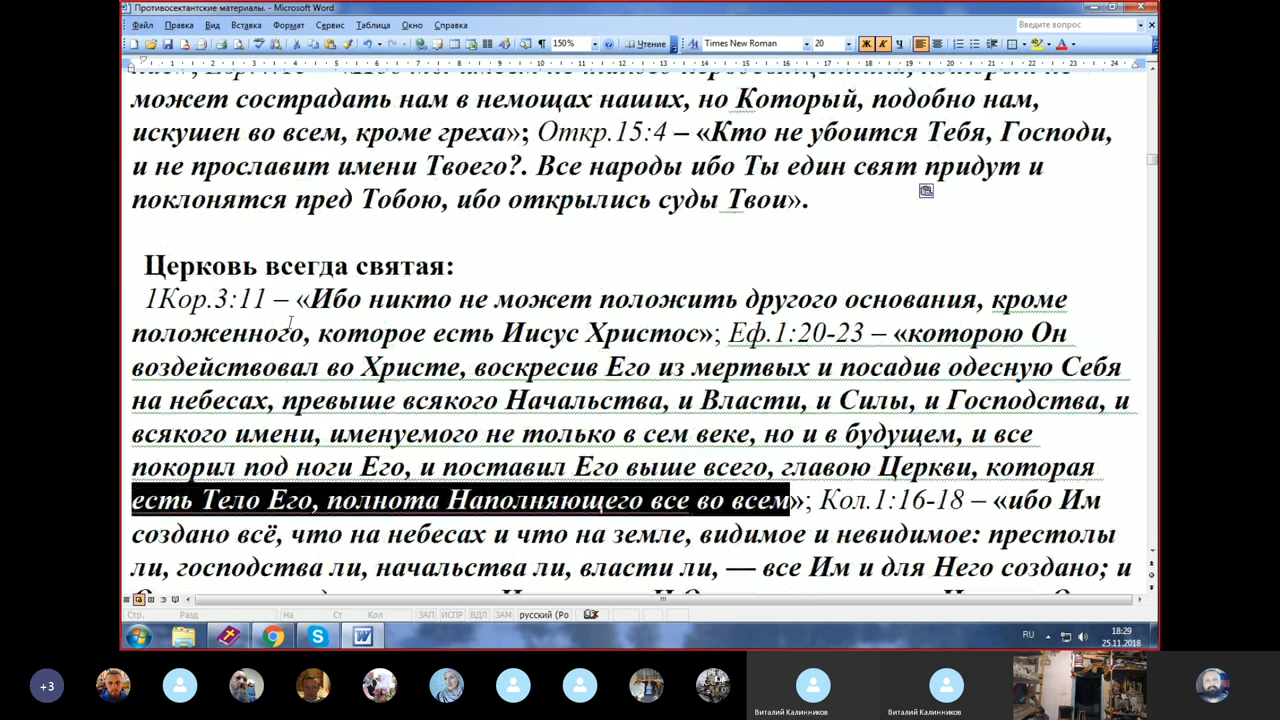 Противосектантские материалы. - Microsoft Word
Файл Правка Вид Вставка Формат Сервис Таблица Окно Справка Введите вопрос
150% Чтение Times New Roman 20 Ж К Ч
может сострадать нам в немощах наших, но Который, подобно нам,
искушен во всем, кроме греха»; Откр.15:4 – «Кто не убоится Тебя, Господи,
и не прославит имени Твоего?. Все народы ибо Ты един свят придут и
поклонятся пред Тобою, ибо открылись суды Твои».
Церковь всегда святая:
1Кор.3:11 – «Ибо никто не может положить другого основания, кроме
положенного, которое есть Иисус Христос»; Еф.1:20-23 – «которою Он
воздействовал во Христе, воскресив Его из мертвых и посадив одесную Себя
на небесах, превыше всякого Начальства, и Власти, и Силы, и Господства, и
всякого имени, именуемого не только в сем веке, но и в будущем, и все
покорил под ноги Его, и поставил Его выше всего, главою Церкви, которая
есть Тело Его, полнота Наполняющего все во всем»; Кол.1:16-18 – «ибо Им
создано всё, что на небесах и что на земле, видимое и невидимое: престолы
ли, господства ли, начальства ли, власти ли, — все Им и для Него создано; и
Стр. Разд На Ст Кол ЗАП ИСПР ВДЛ ЗАМ русский (Ро
RU 18:29
25.11.2018
+3
Виталий Калинников Виталий Калинников